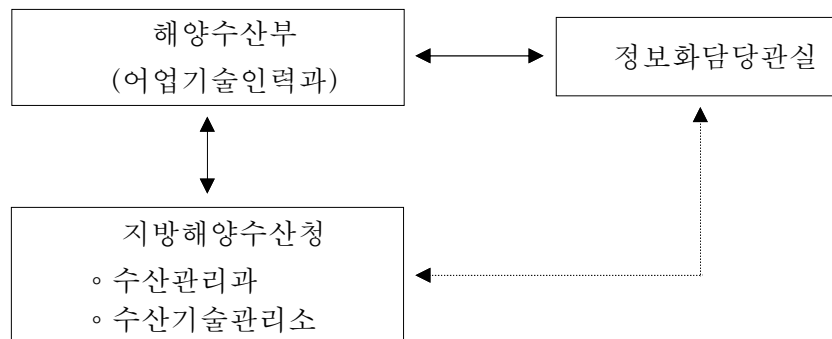 해양수산부
(어업기술인력과)
정보화담당관실
지방해양수산청
◦ 수산관리과
◦ 수산기술관리소